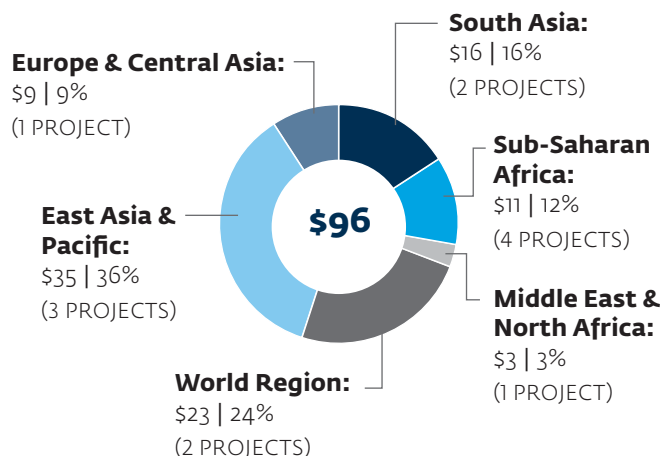 South Asia:
$16 | 16%
(2 PROJECTS)
Europe & Central Asia:
$9 | 9%
(1 PROJECT)
Sub-Saharan
Africa:
$11 | 12%
(4 PROJECTS)
East Asia &
Pacific:
$35 | 36%
(3 PROJECTS)
$96
Middle East &
North Africa:
$3 | 3%
(1 PROJECT)
World Region:
$23 | 24%
(2 PROJECTS)